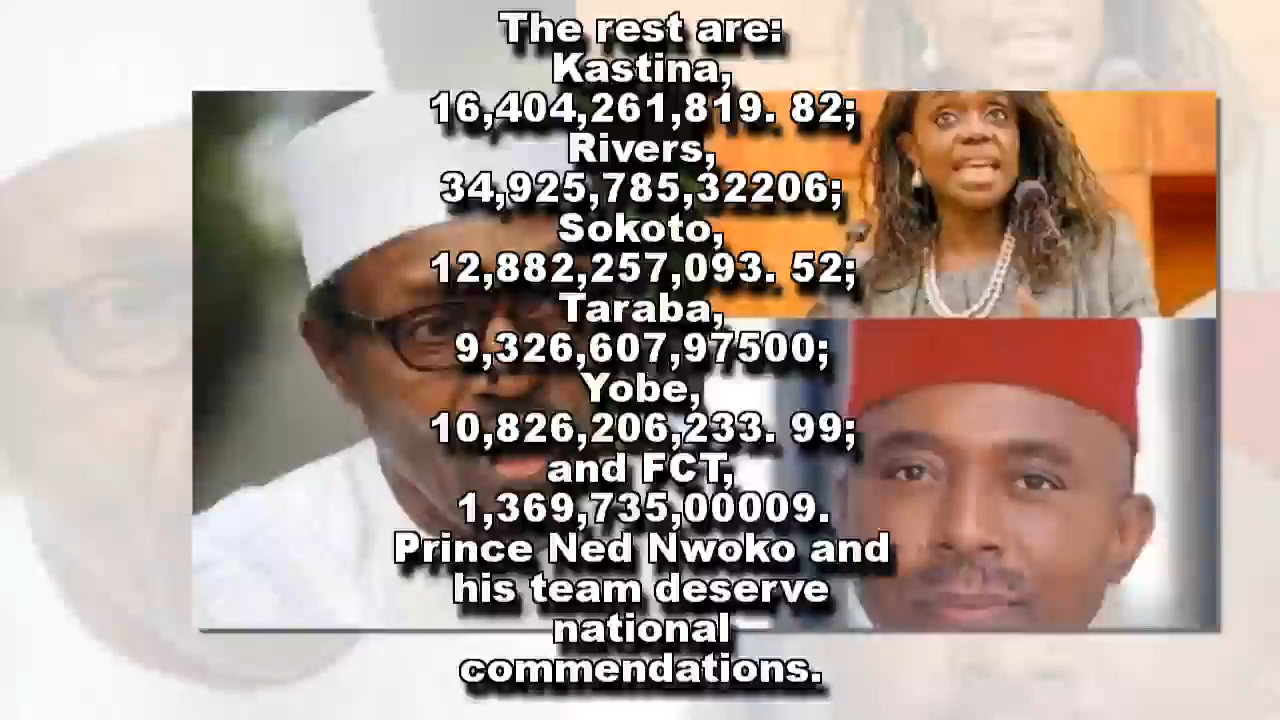 The rest are:
Kastina,
16,404,261,819. 82;
Rivers,
34,925,785,32206;
Sokoto,
12,882,257,093. 52;
Taraba,
9,326,607,97500;
Yobe,
10,826,206,233. 99;
and FCT,
1,369,735,00009.
Prince Ned Nwoko and
his team deserve
national
commendations.